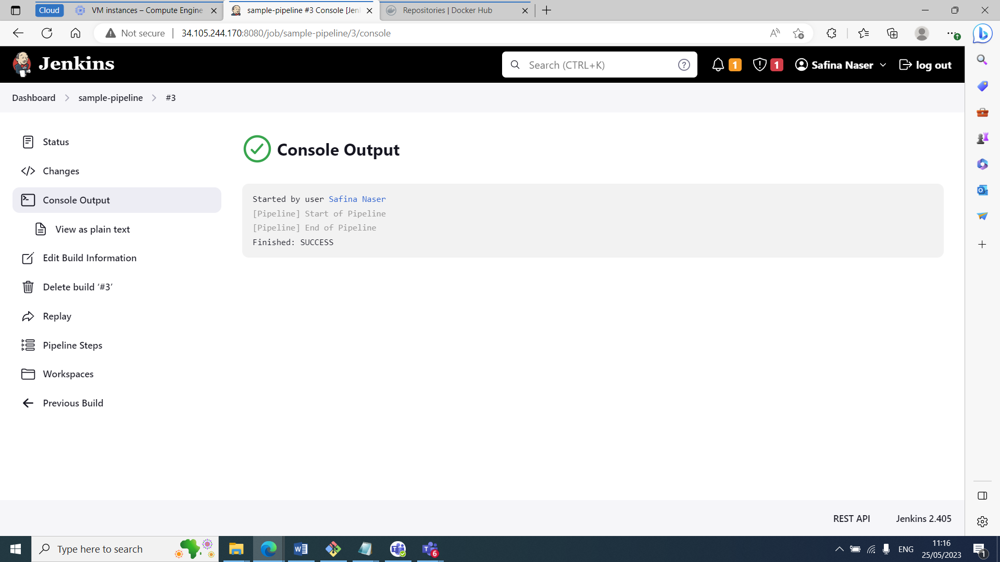 Cloud
VM instances – Compute Engine
sample-pipeline #3 Console [Jen
Repositories | Docker Hub
Not secure
34.105.244.170:8080/job/sample-pipeline/3/console
Jenkins
Search (CTRL+K)
1
1
Safina Naser
log out
Dashboard
sample-pipeline
#3
Status
Changes
Console Output
View as plain text
Edit Build Information
Delete build ‘#3’
Replay
Pipeline Steps
Workspaces
Previous Build
Console Output
Started by user Safina Naser
[Pipeline] Start of Pipeline
[Pipeline] End of Pipeline
Finished: SUCCESS
REST API
Jenkins 2.405
Type here to search
6
ENG
11:16
25/05/2023
1